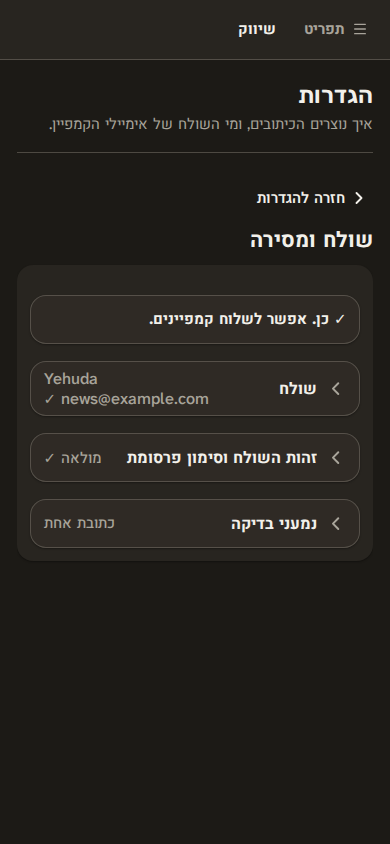 תפריט
שיווק
הגדרות
איך נוצרים הכיתובים, ומי השולח של אימיילי הקמפיין.
חזרה להגדרות
שולח ומסירה
✓ כן. אפשר לשלוח קמפיינים.
שולח
Yehuda
✓ news@example.com
זהות השולח וסימון פרסומת
מולאה ✓
נמעני בדיקה
כתובת אחת